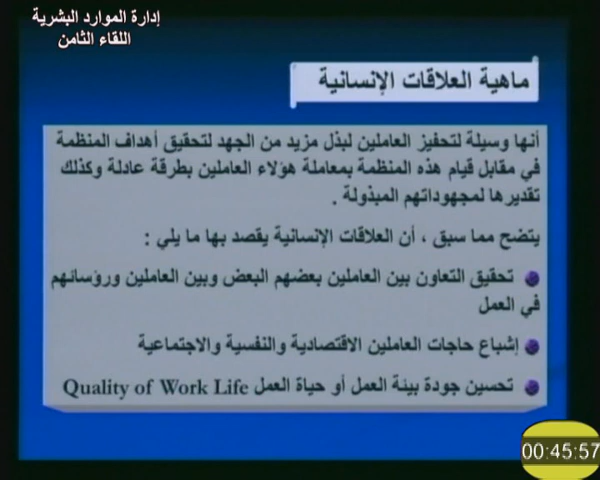 إدارة الموارد البشرية
اللقاء الثامن
ماهية العلاقات الإنسانية
أنها وسيلة لتحفيز العاملين لبذل مزيد من الجهد لتحقيق أهداف المنظمة
في مقابل قيام هذه المنظمة بمعاملة هؤلاء العاملين بطرقة عادلة وكذلك
تقديرها لمجهوداتهم المبذولة .
يتضح مما سبق ، أن العلاقات الإنسانية يقصد بها ما يلي :
تحقيق التعاون بين العاملين بعضهم البعض وبين العاملين ورؤسائهم
في العمل
إشباع حاجات العاملين الاقتصادية والنفسية والاجتماعية
تحسين جودة بيئة العمل أو حياة العمل Quality of Work Life
00:45:57